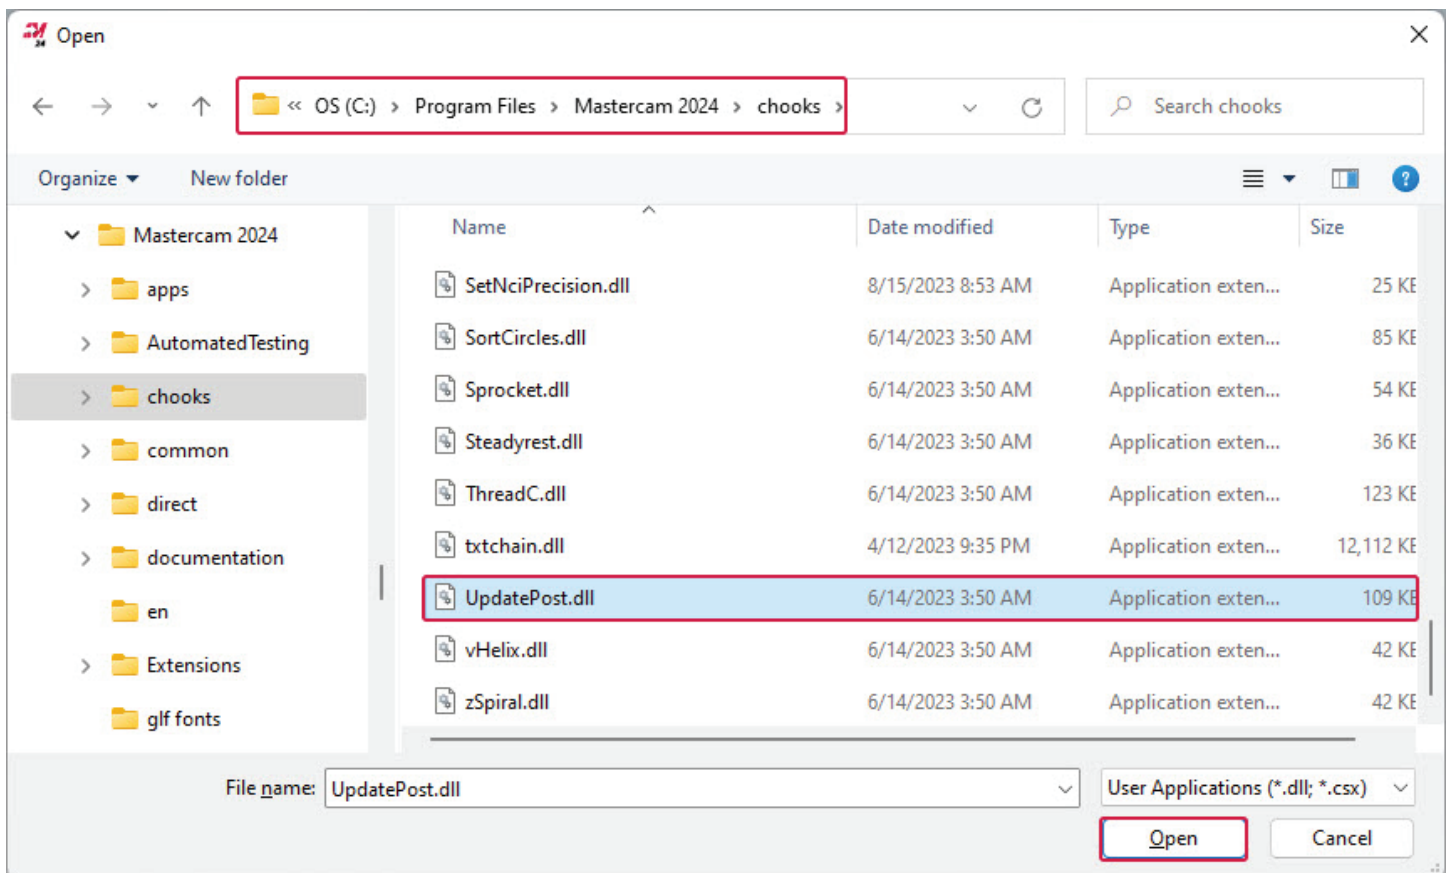 Open
« OS (C:) > Program Files > Mastercam 2024 > chooks >
Search chooks
Organize
New folder
Mastercam 2024
apps
AutomatedTesting
chooks
common
direct
documentation
en
Extensions
glf fonts
Name Date modified Type Size
SetNciPrecision.dll 8/15/2023 8:53 AM Application exten... 25 KB
SortCircles.dll 6/14/2023 3:50 AM Application exten... 85 KB
Sprocket.dll 6/14/2023 3:50 AM Application exten... 54 KB
Steadyrest.dll 6/14/2023 3:50 AM Application exten... 36 KB
ThreadC.dll 6/14/2023 3:50 AM Application exten... 123 KB
txtchain.dll 4/12/2023 9:35 PM Application exten... 12,112 KB
UpdatePost.dll 6/14/2023 3:50 AM Application exten... 109 KB
vHelix.dll 6/14/2023 3:50 AM Application exten... 42 KB
zSpiral.dll 6/14/2023 3:50 AM Application exten... 42 KB
File name: UpdatePost.dll
User Applications (*.dll; *.csx)
Open
Cancel